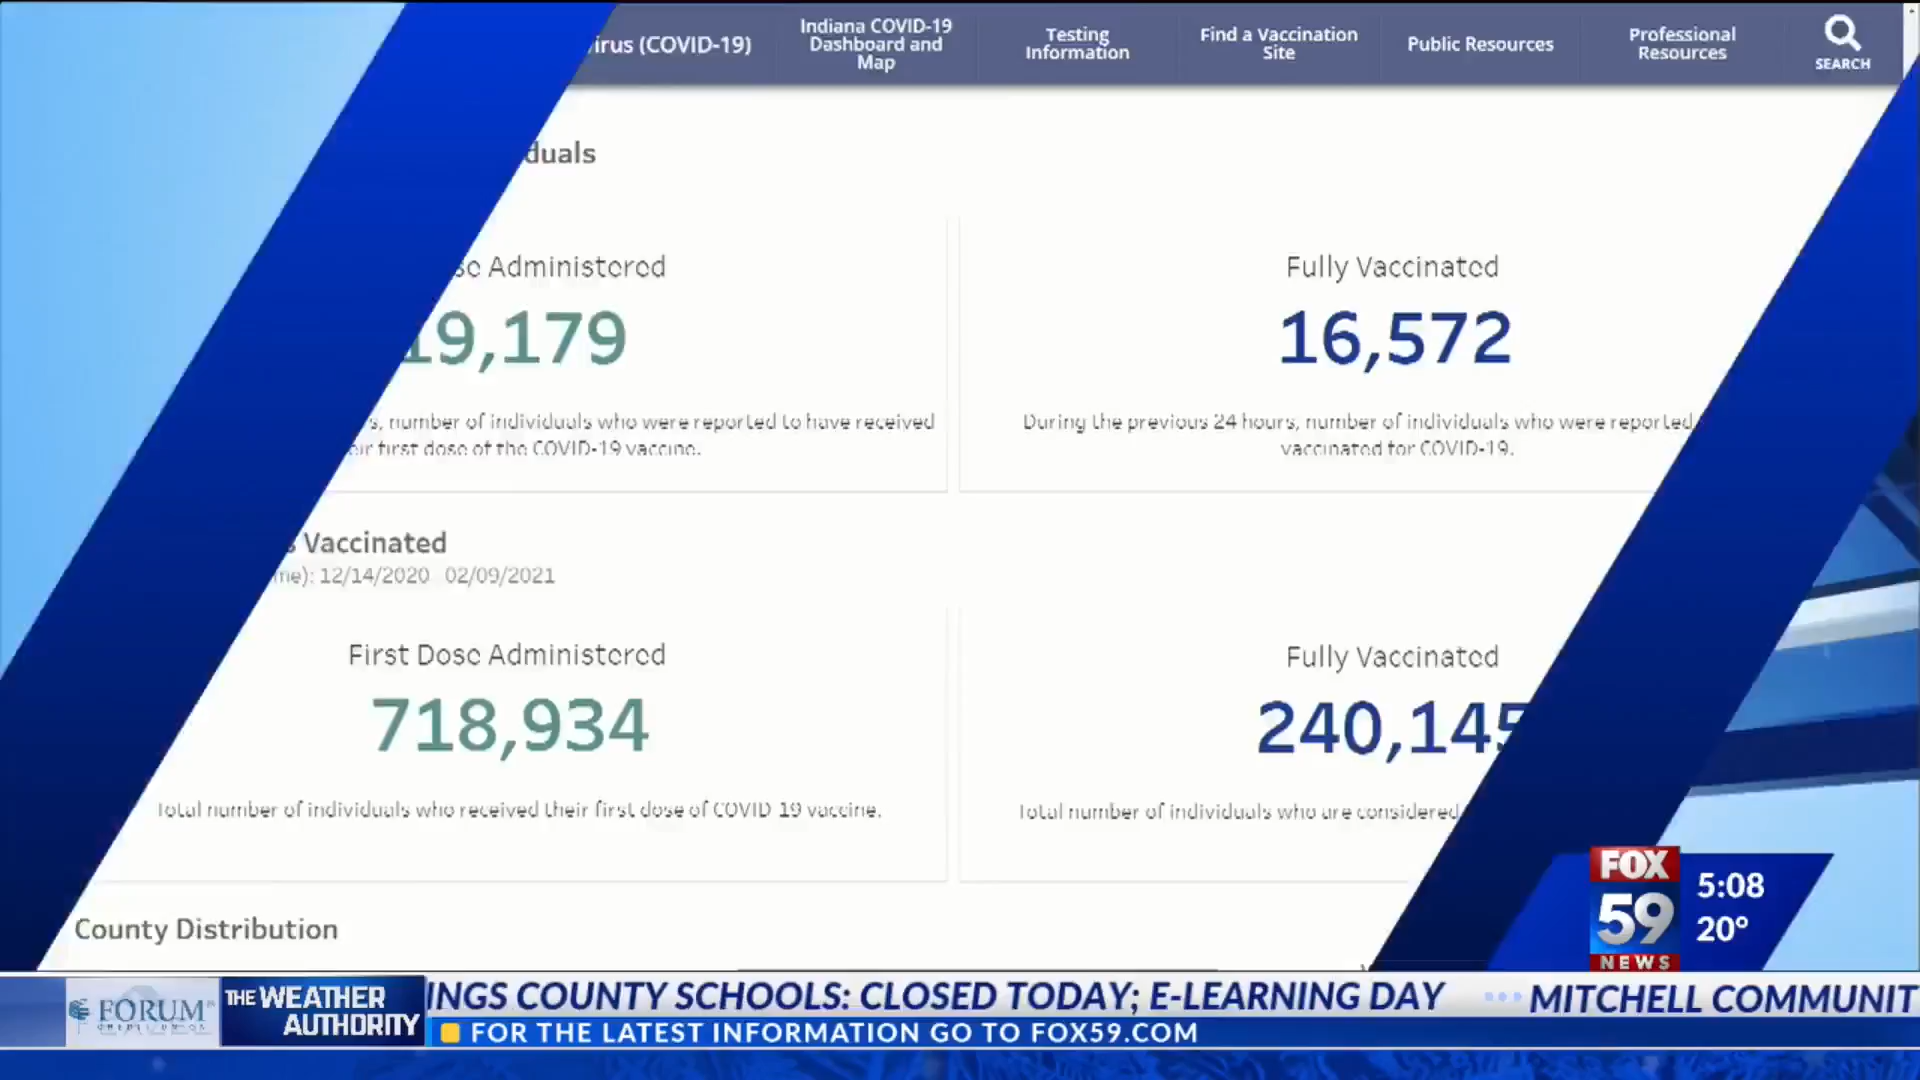 irus (COVID-19)
Indiana COVID-19
Dashboard and
Map
Testing
Information
Find a Vaccination
Site
Public Resources
Professional
Resources
SEARCH
duals
se Administered
19,179
s, number of individuals who were reported to have received
eir first dose of the COVID-19 vaccine.
Fully Vaccinated
16,572
During the previous 24 hours, number of individuals who were reported
vaccinated for COVID-19.
s Vaccinated
me): 12/14/2020 02/09/2021
First Dose Administered
718,934
Total number of individuals who received their first dose of COVID 19 vaccine.
Fully Vaccinated
240,145
Total number of individuals who are considered
County Distribution
FOX
59
NEWS
5:08
20°
FORUM
CREDIT UNION
THE WEATHER
AUTHORITY
INGS COUNTY SCHOOLS: CLOSED TODAY; E-LEARNING DAY ... MITCHELL COMMUNIT
FOR THE LATEST INFORMATION GO TO FOX59.COM